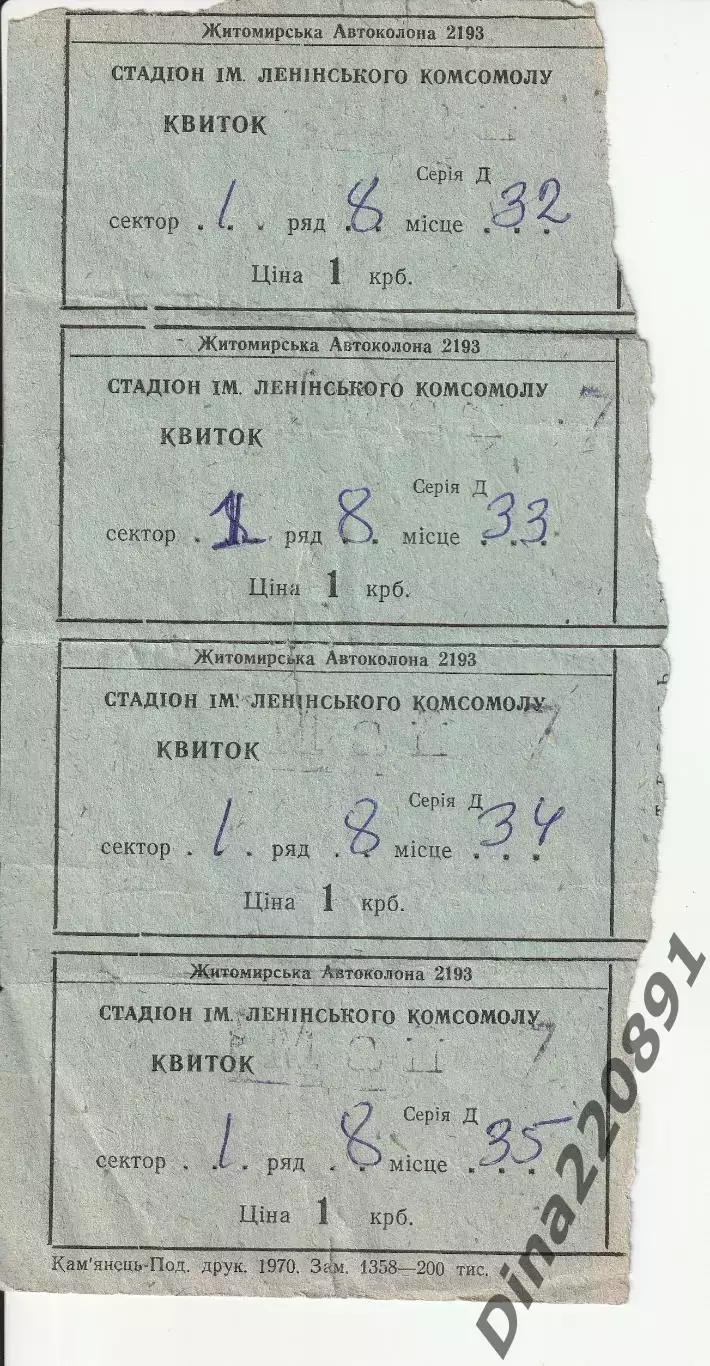 Житомирська Автоколона 2193
СТАДІОН ІМ. ЛЕНІНСЬКОГО КОМСОМОЛУ
КВИТОК
Серія Д
сектор 1 ряд 8 місце 32
Ціна 1 крб.
Житомирська Автоколона 2193
СТАДІОН ІМ. ЛЕНІНСЬКОГО КОМСОМОЛУ
7
КВИТОК
Серія Д
сектор 1 ряд 8 місце 33
Ціна 1 крб.
Житомирська Автоколона 2193
СТАДІОН ІМ. ЛЕНІНСЬКОГО КОМСОМОЛУ
7
КВИТОК
Серія Д
сектор 1 ряд 8 місце 34
Ціна 1 крб.
Житомирська Автоколона 2193
СТАДІОН ІМ. ЛЕНІНСЬКОГО КОМСОМОЛУ
7
КВИТОК
Серія Д
сектор 1 ряд 8 місце 35
Ціна 1 крб.
Кам'янець-Под. друк. 1970. Зам. 1358—200 тис.
Dina220891